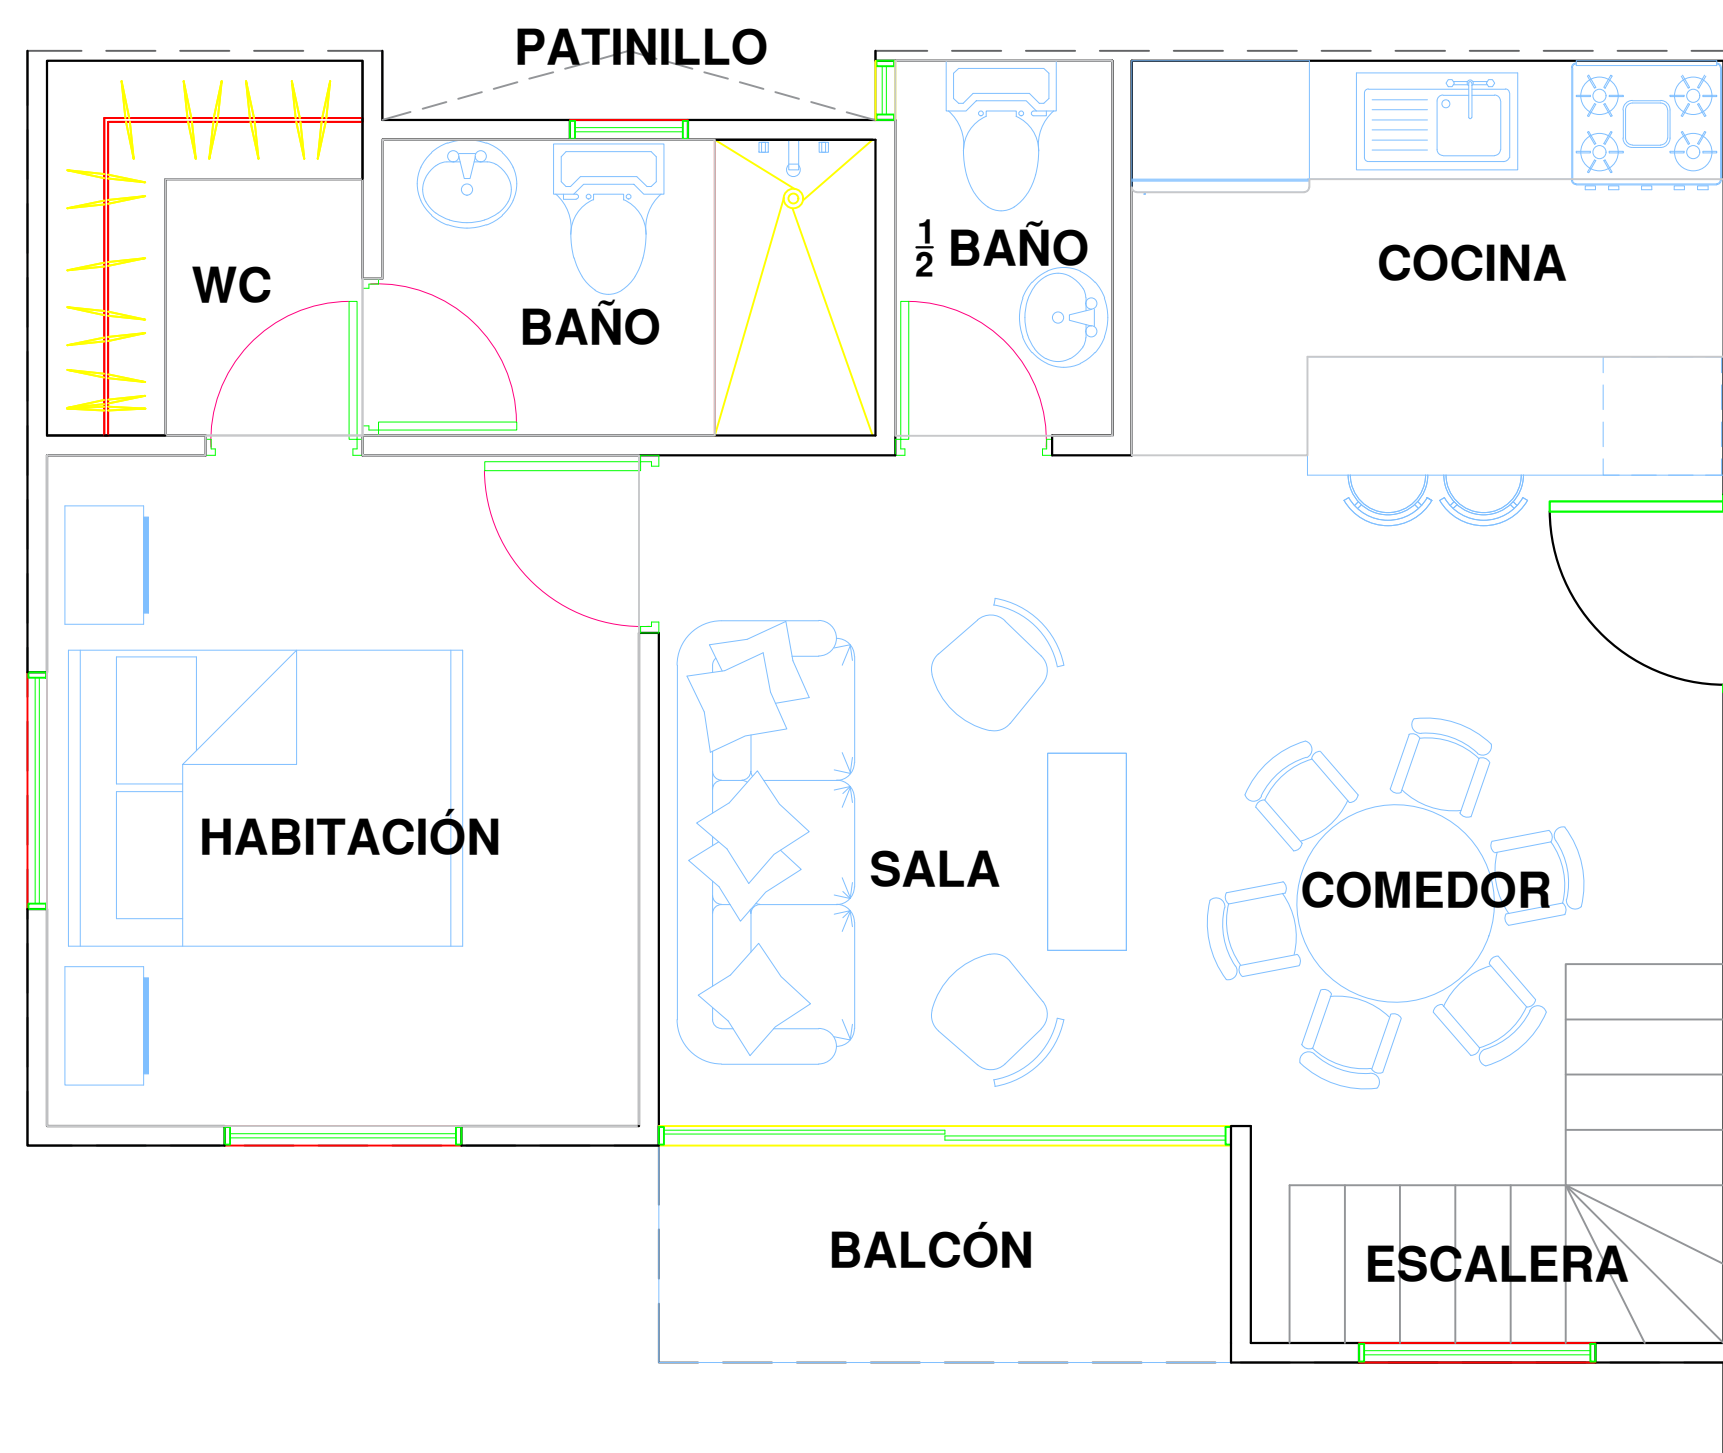 PATINILLO
WC
BAÑO
1/2 BAÑO
COCINA
HABITACIÓN
SALA
COMEDOR
BALCÓN
ESCALERA